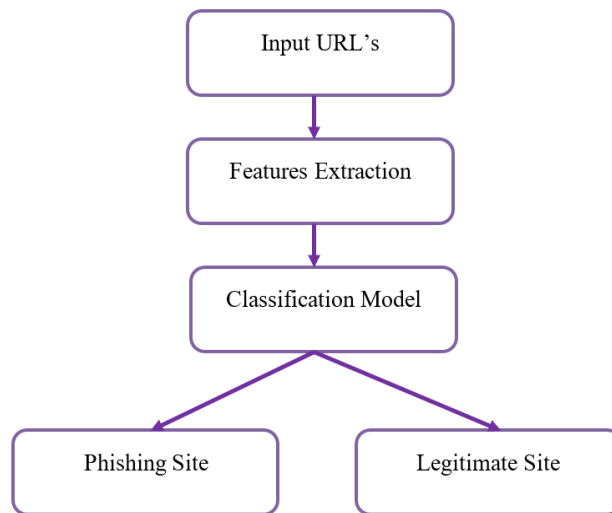 Input URL’s
Features Extraction
Classification Model
Phishing Site
Legitimate Site